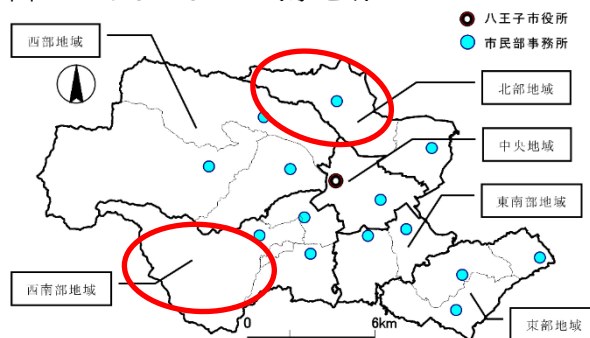 八王子市役所
市民部事務所
西部地域
北部地域
中央地域
東南部地域
西南部地域
東部地域
0 6km